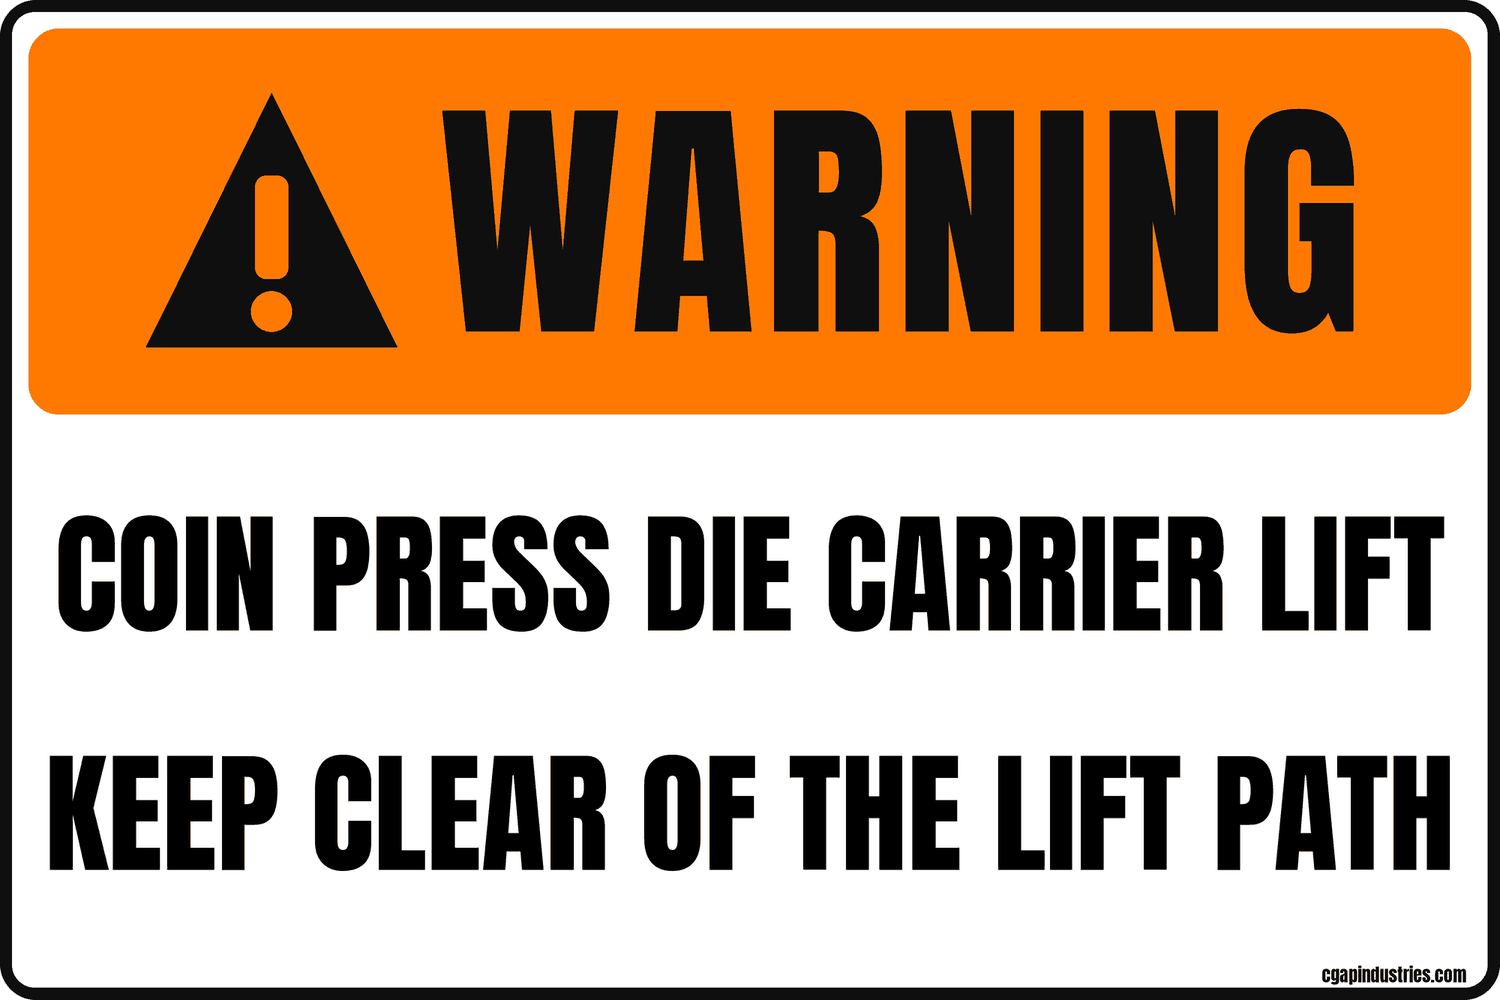 WARNING
COIN PRESS DIE CARRIER LIFT
KEEP CLEAR OF THE LIFT PATH
cgapindustries.com